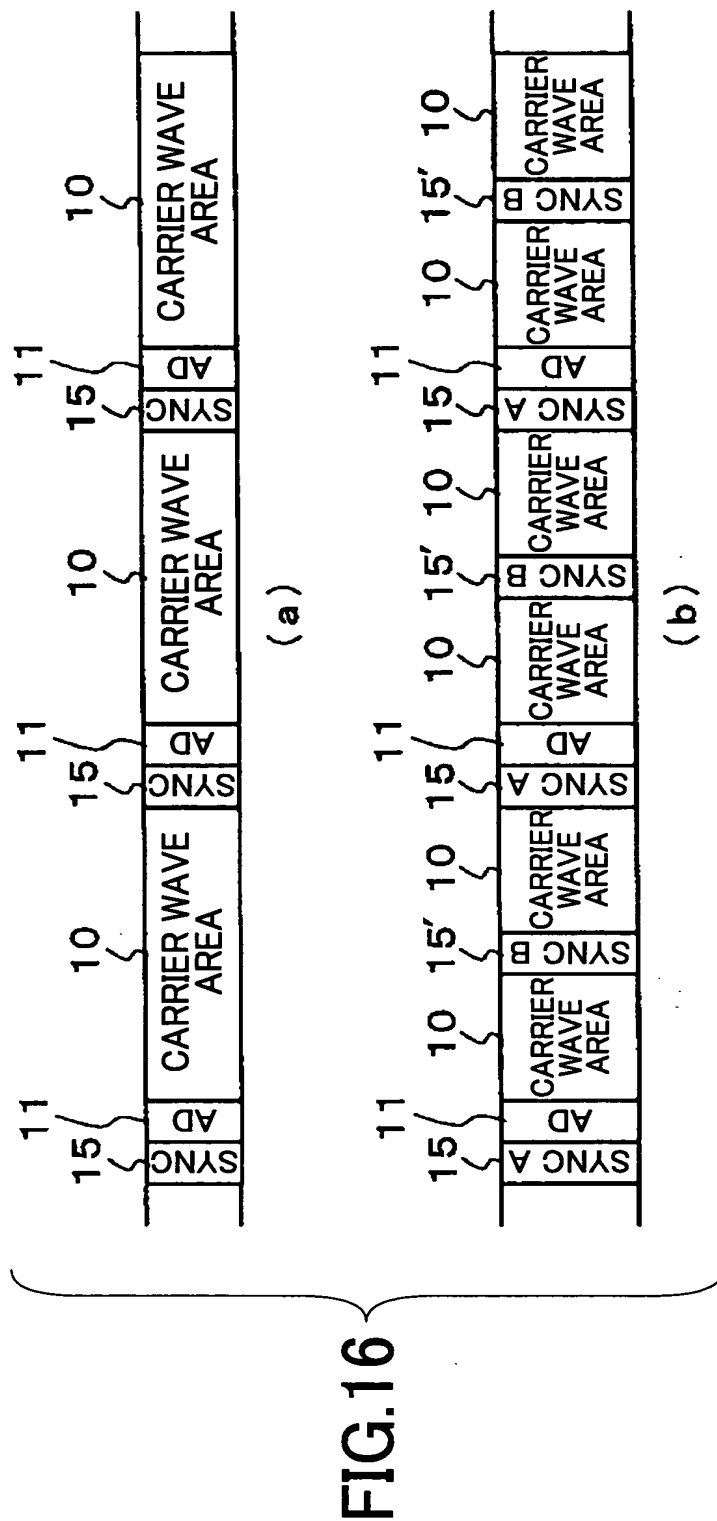 FIG.16
15
11
10
15
11
10
15
11
10
SYNC
AD
CARRIER WAVE
AREA
SYNC
AD
CARRIER WAVE
AREA
SYNC
AD
CARRIER WAVE
AREA
(a)
15
11
10
15'
10
15
11
10
15'
10
15
11
10
15'
10
SYNC A
AD
CARRIER
WAVE
AREA
SYNC B
CARRIER
WAVE
AREA
SYNC A
AD
CARRIER
WAVE
AREA
SYNC B
CARRIER
WAVE
AREA
SYNC A
AD
CARRIER
WAVE
AREA
SYNC B
CARRIER
WAVE
AREA
(b)